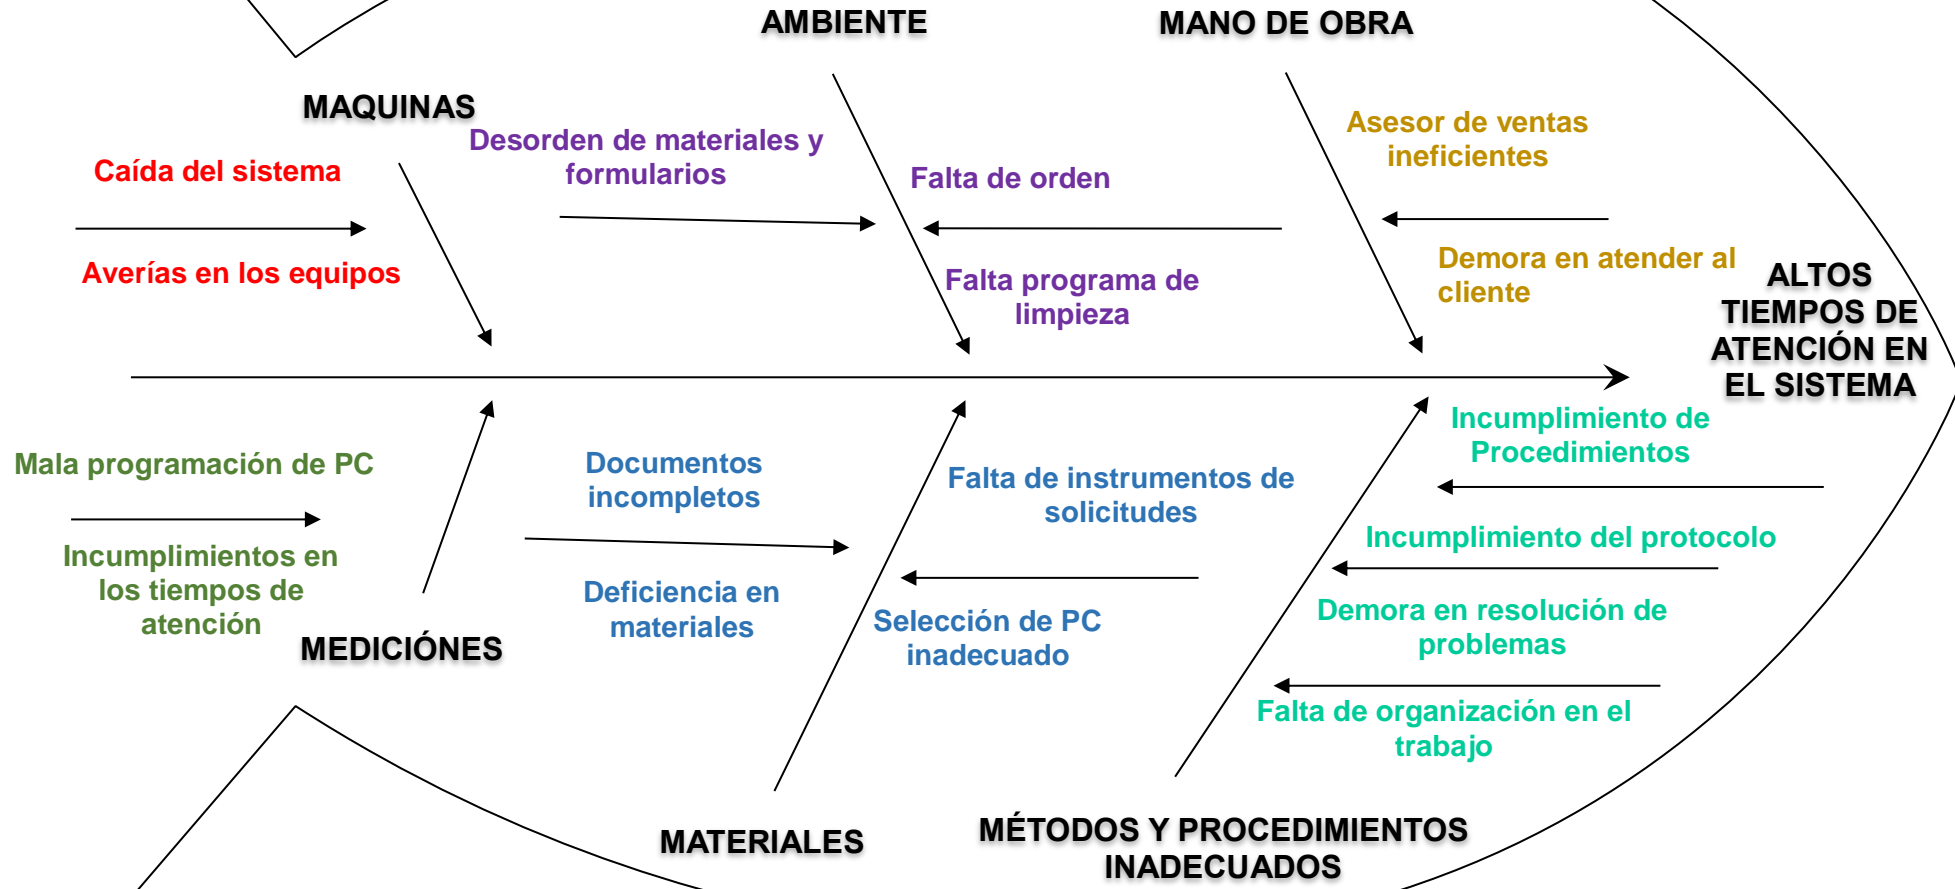 AMBIENTE
MANO DE OBRA
MAQUINAS
Caída del sistema
Averías en los equipos
Desorden de materiales y
formularios
Falta de orden
Falta programa de
limpieza
Asesor de ventas
ineficientes
Demora en atender al
cliente
ALTOS
TIEMPOS DE
ATENCIÓN EN
EL SISTEMA
Mala programación de PC
Incumplimientos en
los tiempos de
atención
MEDICIÓNES
Documentos
incompletos
Deficiencia en
materiales
Falta de instrumentos de
solicitudes
Selección de PC
inadecuado
Incumplimiento de
Procedimientos
Incumplimiento del protocolo
Demora en resolución de
problemas
Falta de organización en el
trabajo
MATERIALES
MÉTODOS Y PROCEDIMIENTOS
INADECUADOS